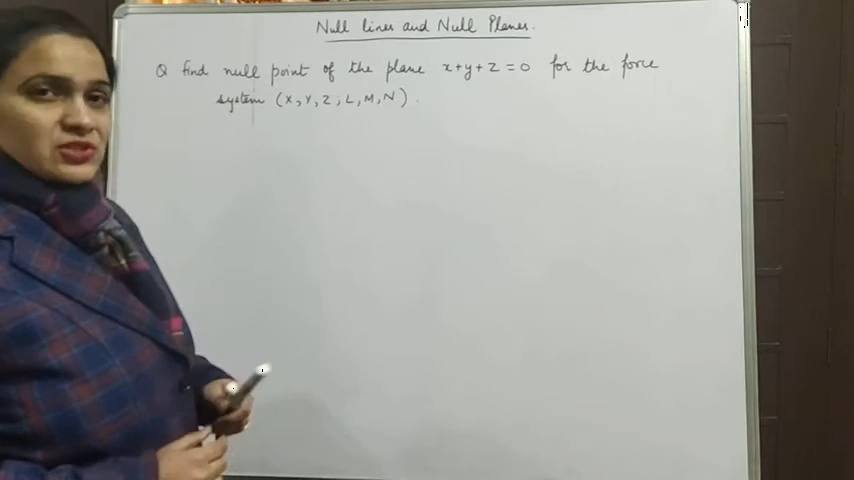 Null lines and Null Planes.
Q find null point of the plane x+y+z=0 for the force
system (X, Y, Z; L, M, N).